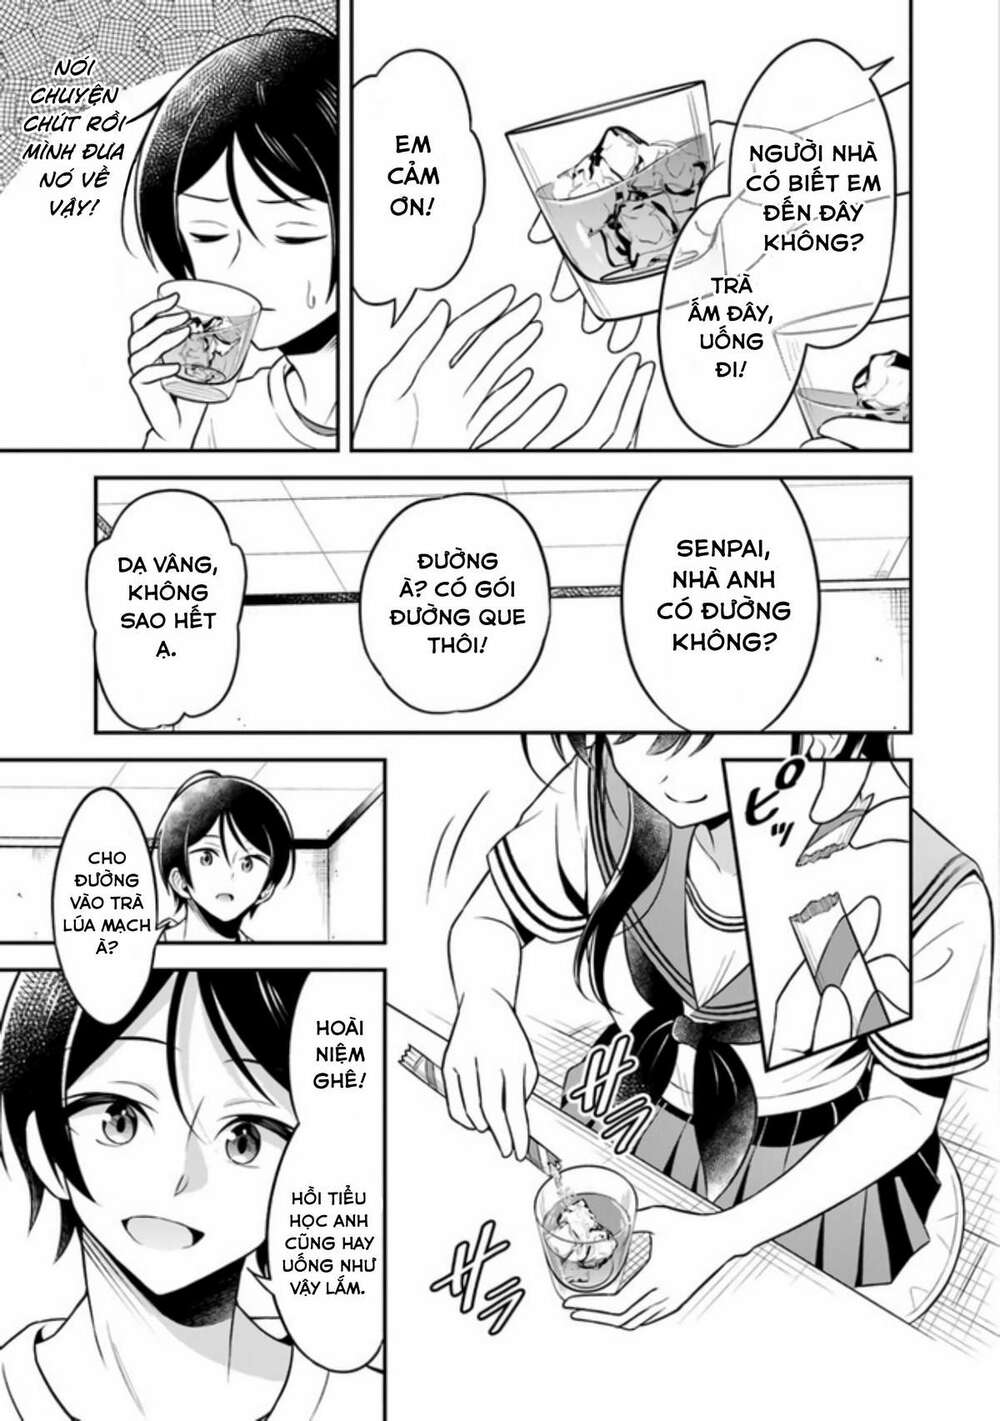 NGƯỜI NHÀ
CÓ BIẾT EM
ĐẾN ĐÂY
KHÔNG?
TRÀ
ẤM ĐÂY,
UỐNG
ĐI!
EM
CẢM
ƠN!
NÓI
CHUYỆN
CHÚT RỒI
MÌNH ĐƯA
NÓ VỀ
VẬY!
SENPAI,
NHÀ ANH
CÓ ĐƯỜNG
KHÔNG?
ĐƯỜNG
À? CÓ GÓI
ĐƯỜNG QUE
THÔI!
DẠ VÂNG,
KHÔNG
SAO HẾT
Ạ.
ピッ
サラ
サラ
CHO
ĐƯỜNG
VÀO TRÀ
LÚA MẠCH
À?
HOÀI
NIỆM
GHÊ!
HỒI TIỂU
HỌC ANH
CŨNG HAY
UỐNG NHƯ
VẬY LẮM.